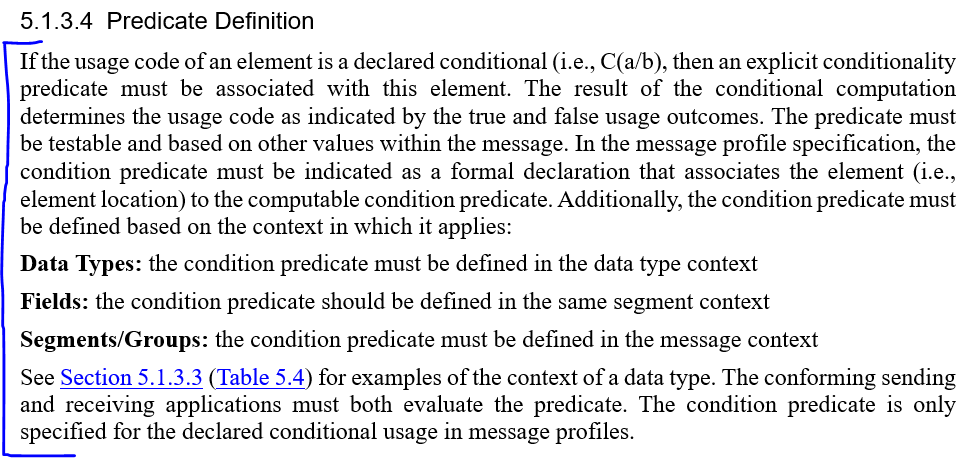 5.1.3.4 Predicate Definition
If the usage code of an element is a declared conditional (i.e., C(a/b), then an explicit conditionality
predicate must be associated with this element. The result of the conditional computation
determines the usage code as indicated by the true and false usage outcomes. The predicate must
be testable and based on other values within the message. In the message profile specification, the
condition predicate must be indicated as a formal declaration that associates the element (i.e.,
element location) to the computable condition predicate. Additionally, the condition predicate must
be defined based on the context in which it applies:
Data Types: the condition predicate must be defined in the data type context
Fields: the condition predicate should be defined in the same segment context
Segments/Groups: the condition predicate must be defined in the message context
See Section 5.1.3.3 (Table 5.4) for examples of the context of a data type. The conforming sending
and receiving applications must both evaluate the predicate. The condition predicate is only
specified for the declared conditional usage in message profiles.